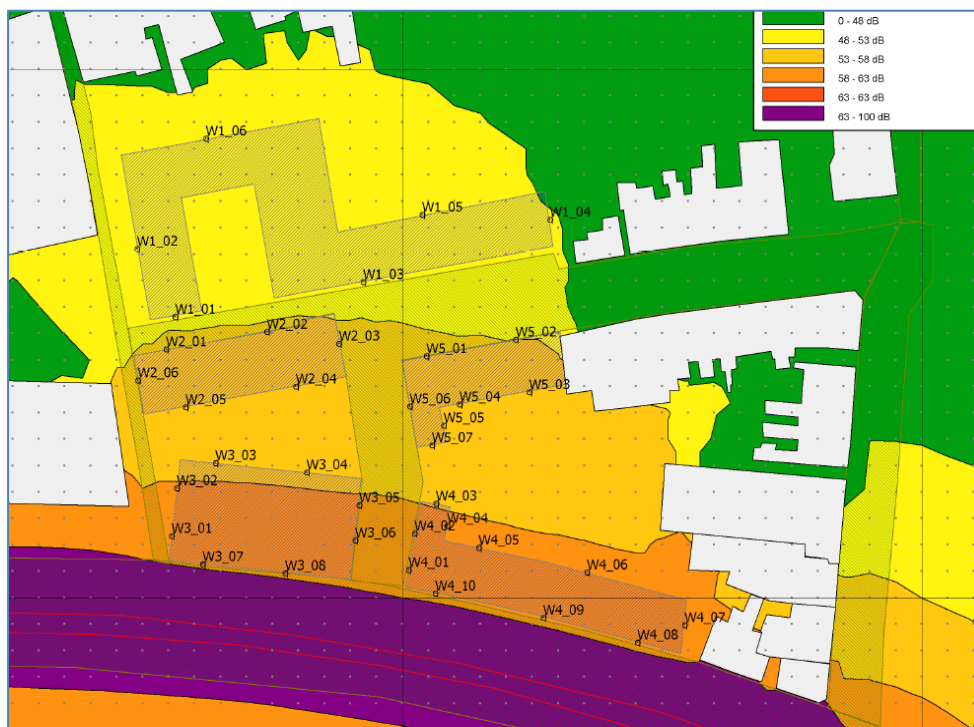 0 - 48 dB
48 - 53 dB
53 - 58 dB
58 - 63 dB
63 - 63 dB
63 - 100 dB
W1_06
W1_05
W1_04
W1_02
W1_03
W1_01
W2_02
W2_01
W2_03
W5_02
W5_01
W2_06
W2_04
W5_03
W2_05
W5_06
W5_04
W5_05
W5_07
W3_03
W3_04
W3_02
W3_05
W4_03
W4_04
W3_01
W4_02
W3_06
W4_05
W3_07
W4_01
W4_06
W3_08
W4_10
W4_09
W4_07
W4_08